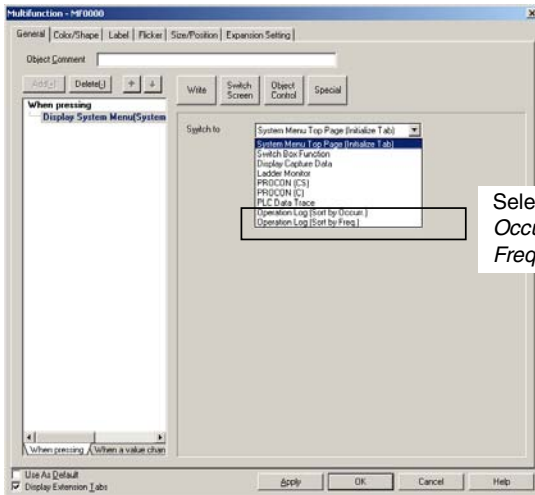 Multifunction - MF0000
General Color/Shape Label Flicker Size/Position Expansion Setting
Object Comment
Add(+) Delete(-)
Write Switch Screen Object Control Special
When pressing
Display System Menu(System
Switch to
System Menu Top Page (Initialize Tab)
System Menu Top Page (Initialize Tab)
Switch Box Function
Display Capture Data
Ladder Monitor
PROCON (CS)
PROCON (C)
PLC Data Trace
Operation Log (Sort by Occurr.)
Operation Log (Sort by Freq.)
Sele
Occu
Freq
When pressing When a value chan
Use As Default
Display Extension Tabs
Apply OK Cancel Help